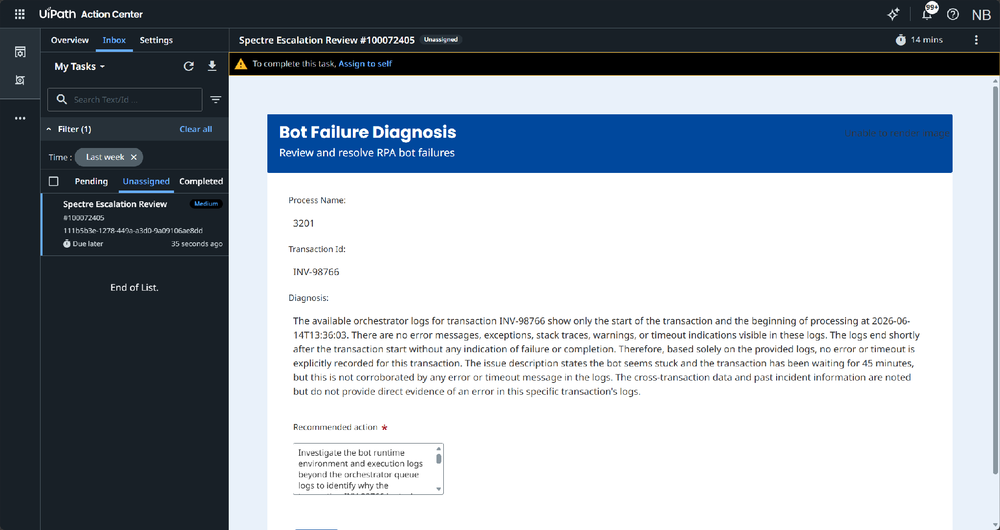 UiPath Action Center
99+
NB
Overview Inbox Settings
My Tasks
Search Text/Id ...
Filter (1) Clear all
Time : Last week
Pending Unassigned Completed
Spectre Escalation Review Medium
#100072405
111b5b3e-1278-449a-a3d0-9a09106ae8dd
Due later 35 seconds ago
End of List.
Spectre Escalation Review #100072405 Unassigned
14 mins
To complete this task, Assign to self
Bot Failure Diagnosis
Unable to render image
Review and resolve RPA bot failures
Process Name:
3201
Transaction Id:
INV-98766
Diagnosis:
The available orchestrator logs for transaction INV-98766 show only the start of the transaction and the beginning of processing at 2026-06-
14T13:36:03. There are no error messages, exceptions, stack traces, warnings, or timeout indications visible in these logs. The logs end shortly
after the transaction start without any indication of failure or completion. Therefore, based solely on the provided logs, no error or timeout is
explicitly recorded for this transaction. The issue description states the bot seems stuck and the transaction has been waiting for 45 minutes,
but this is not corroborated by any error or timeout message in the logs. The cross-transaction data and past incident information are noted
but do not provide direct evidence of an error in this specific transaction's logs.
Recommended action *
Investigate the bot runtime
environment and execution logs
beyond the orchestrator queue
logs to identify why the